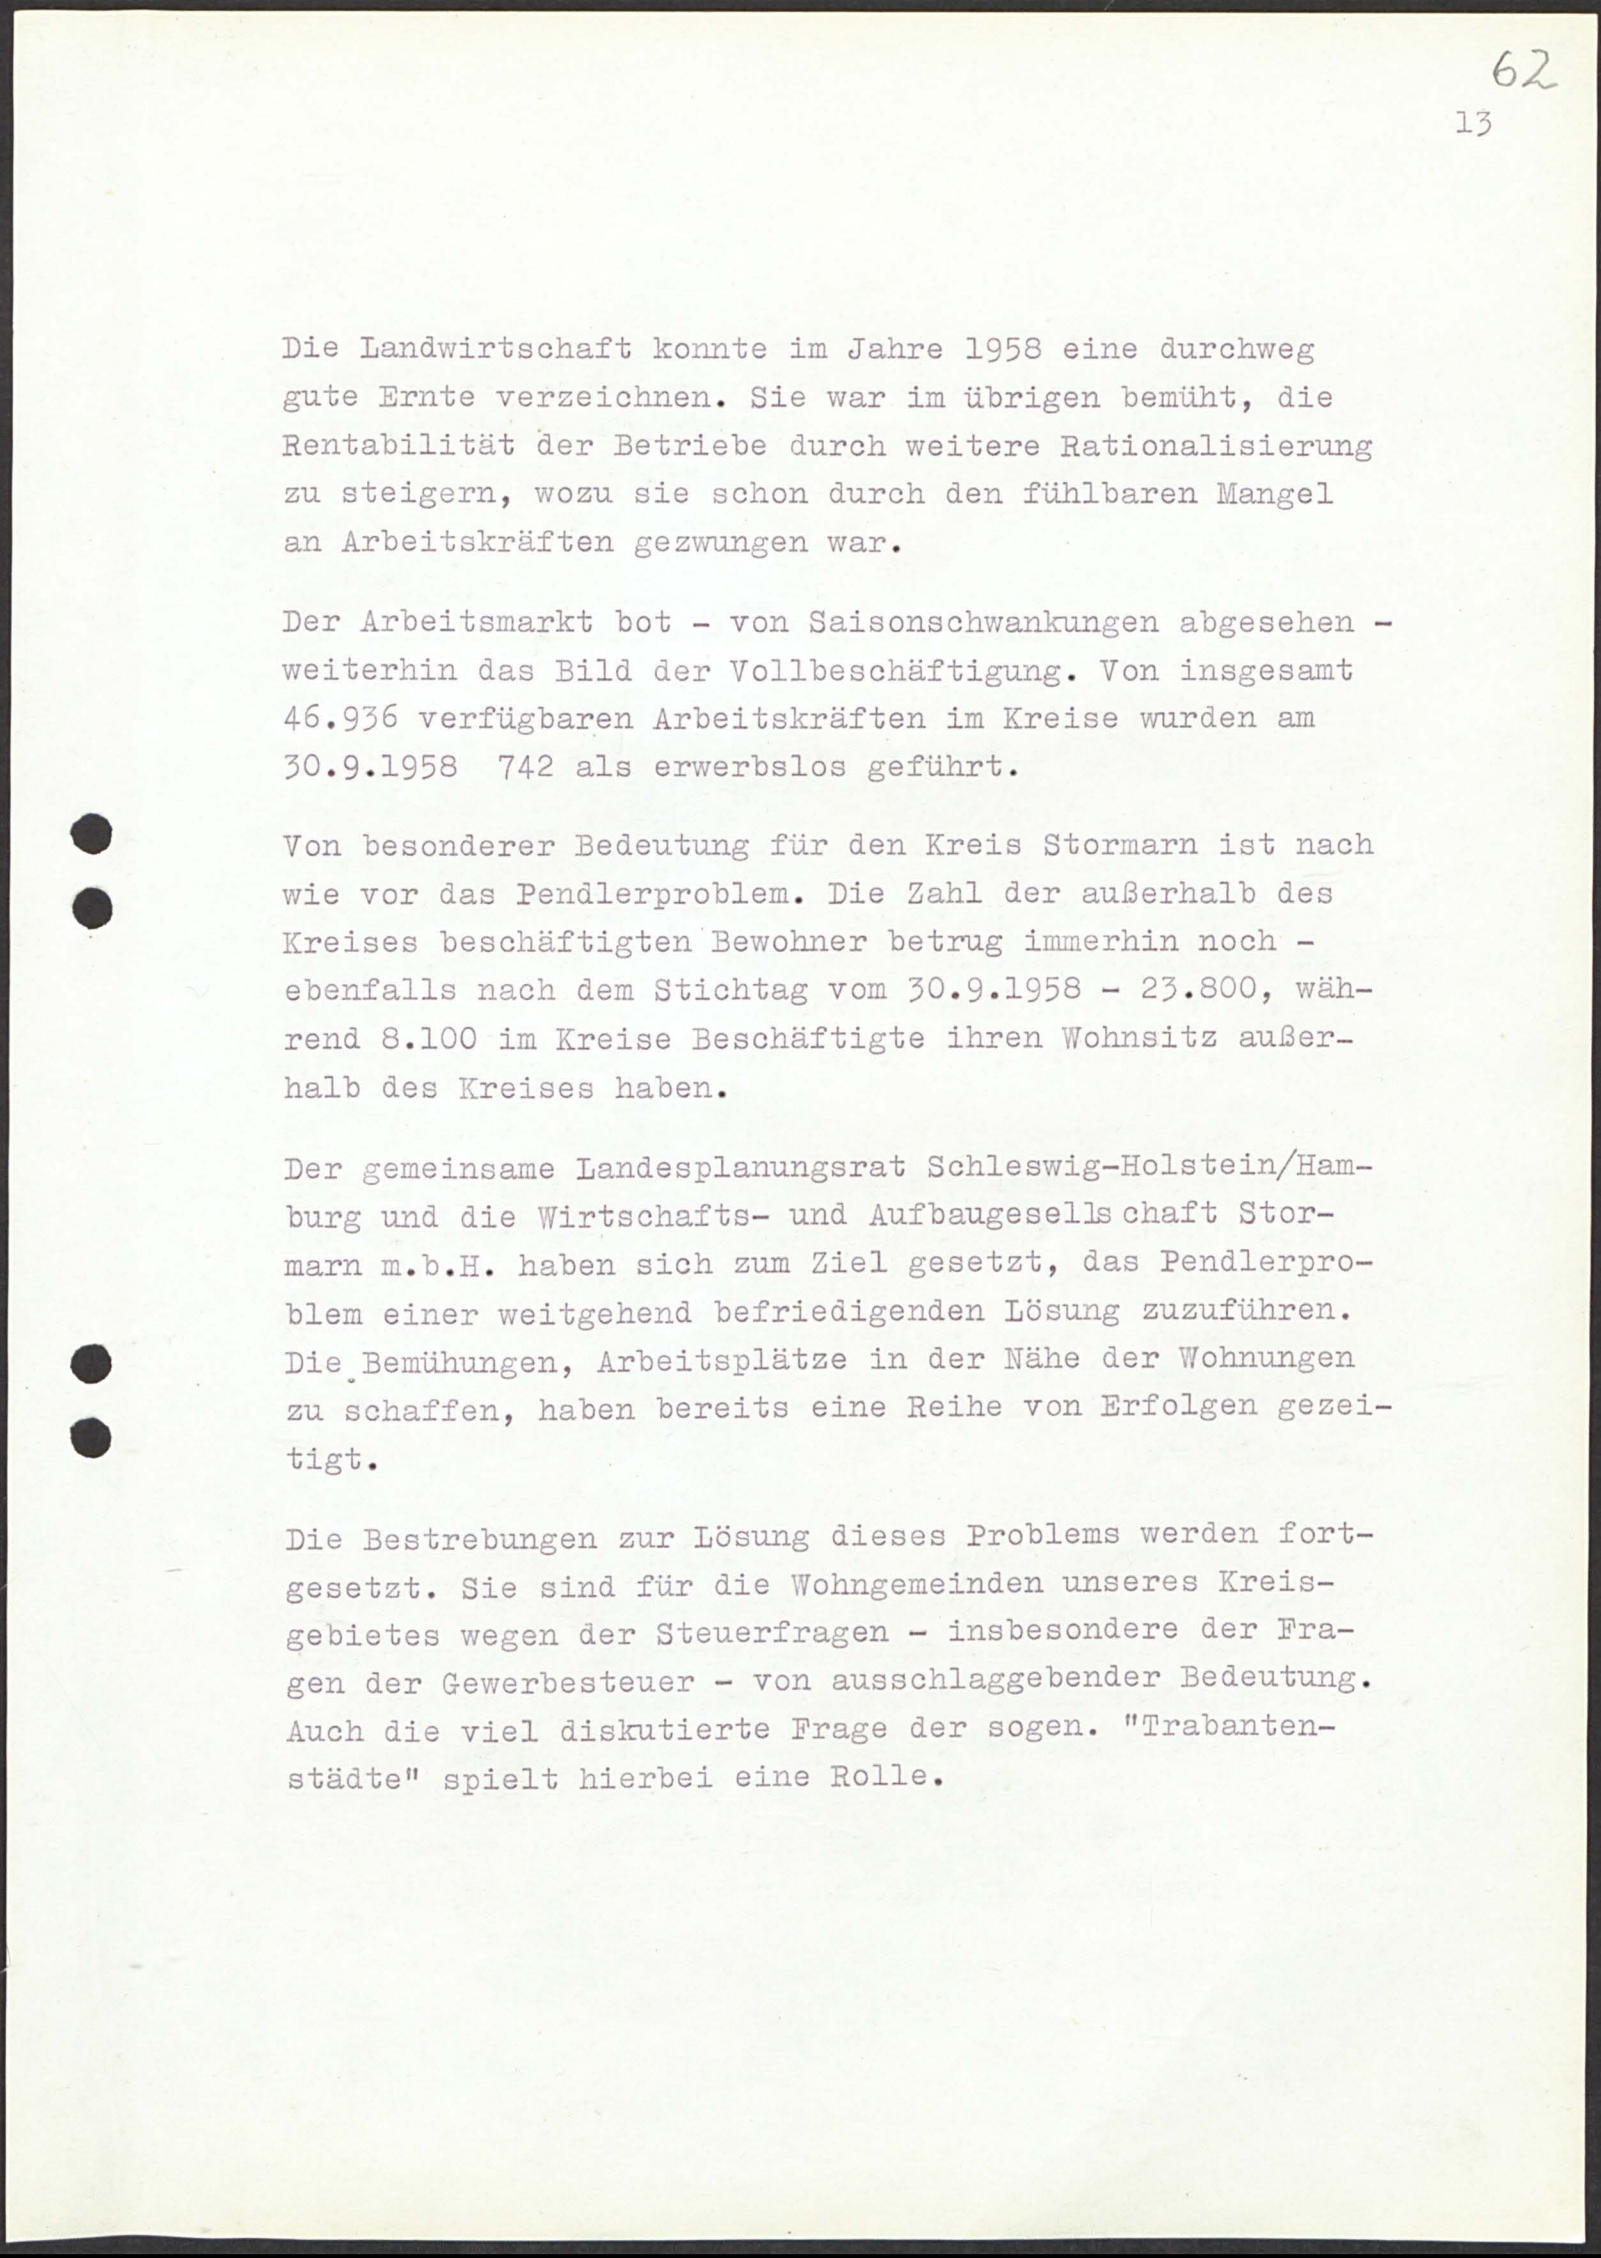 62
13
Die Landwirtschaft konnte im Jahre 1958 eine durchweg
gute Ernte verzeichnen. Sie war im übrigen bemüht, die
Rentabilität der Betriebe durch weitere Rationalisierung
zu steigern, wozu sie schon durch den fühlbaren Mangel
an Arbeitskräften gezwungen war.
Der Arbeitsmarkt bot - von Saisonschwankungen abgesehen -
weiterhin das Bild der Vollbeschäftigung. Von insgesamt
46.936 verfügbaren Arbeitskräften im Kreise wurden am
30.9.1958  742 als erwerbslos geführt.
Von besonderer Bedeutung für den Kreis Stormarn ist nach
wie vor das Pendlerproblem. Die Zahl der außerhalb des
Kreises beschäftigten Bewohner betrug immerhin noch -
ebenfalls nach dem Stichtag vom 30.9.1958 - 23.800, wäh-
rend 8.100 im Kreise Beschäftigte ihren Wohnsitz außer-
halb des Kreises haben.
Der gemeinsame Landesplanungsrat Schleswig-Holstein/Ham-
burg und die Wirtschafts- und Aufbaugesellschaft Stor-
marn m.b.H. haben sich zum Ziel gesetzt, das Pendlerpro-
blem einer weitgehend befriedigenden Lösung zuzuführen.
Die Bemühungen, Arbeitsplätze in der Nähe der Wohnungen
zu schaffen, haben bereits eine Reihe von Erfolgen gezei-
tigt.
Die Bestrebungen zur Lösung dieses Problems werden fort-
gesetzt. Sie sind für die Wohngemeinden unseres Kreis-
gebietes wegen der Steuerfragen - insbesondere der Fra-
gen der Gewerbesteuer - von ausschlaggebender Bedeutung.
Auch die viel diskutierte Frage der sogen. "Trabanten-
städte" spielt hierbei eine Rolle.